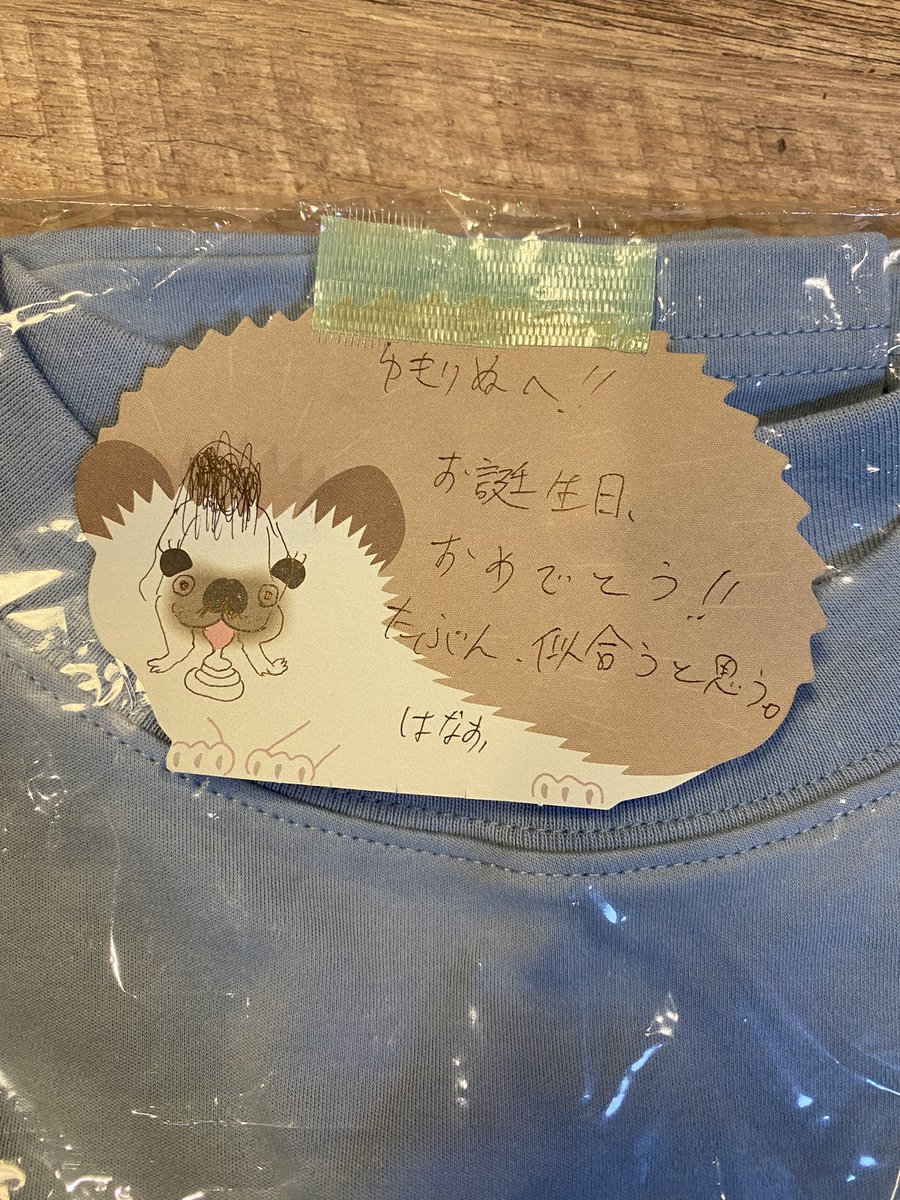 ゆもりぬへ!!
お誕生日、
おめでとう!!
たぶん、似合うと思う。
はなお